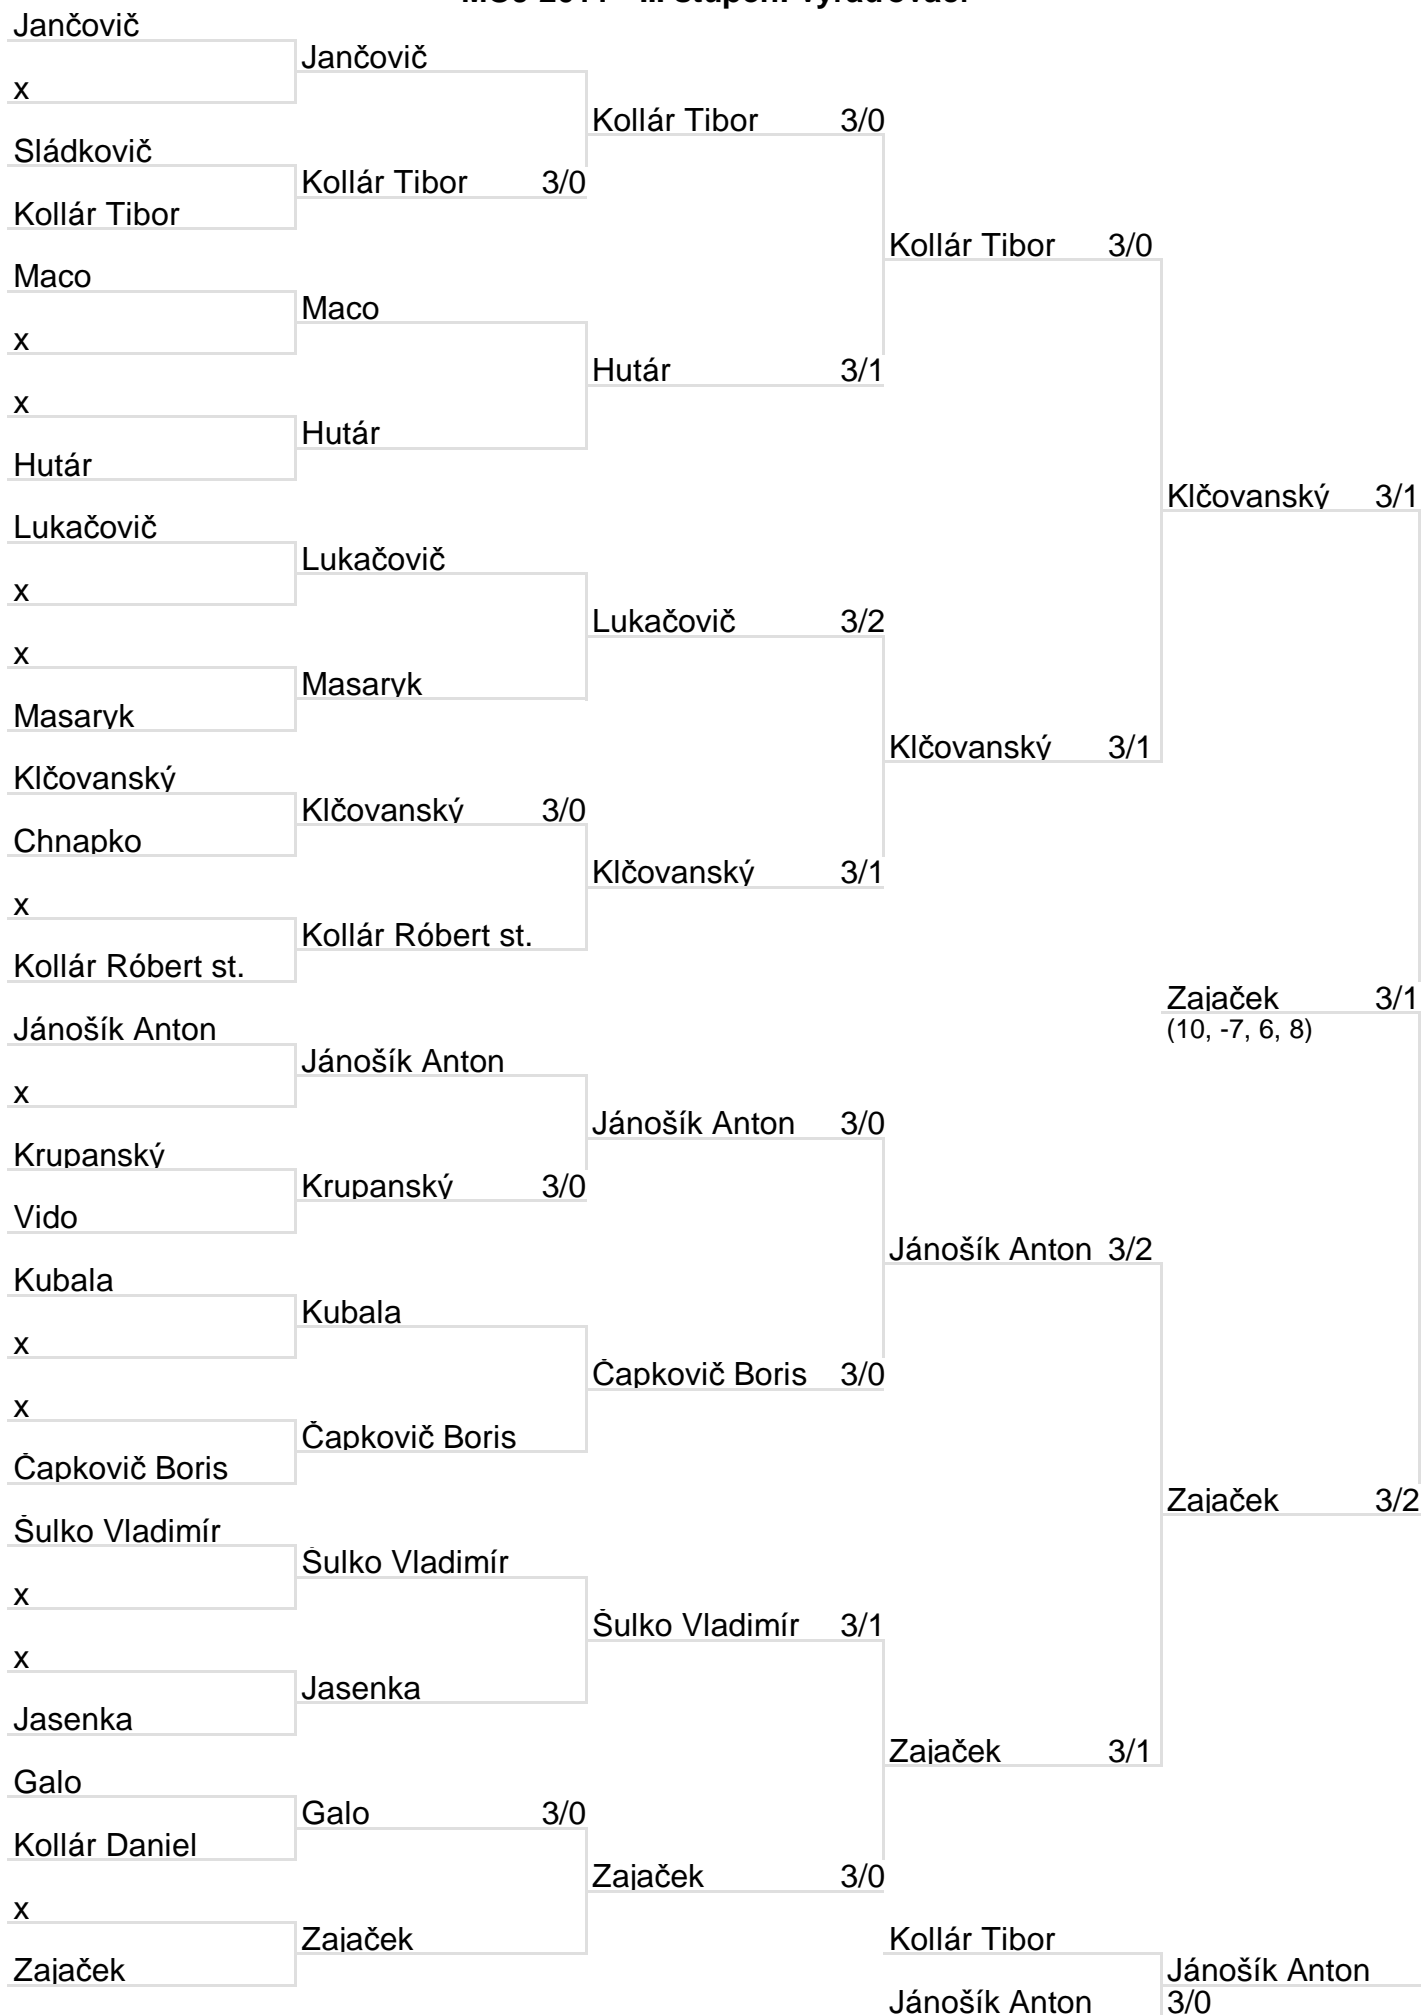 Jančovič
Jančovič
x
Kollár Tibor 3/0
Sládkovič
Kollár Tibor 3/0
Kollár Tibor
Kollár Tibor 3/0
Maco
Maco
x
Hutár 3/1
x
Hutár
Hutár
Klčovanský 3/1
Lukačovič
Lukačovič
x
Lukačovič 3/2
x
Masaryk
Masaryk
Klčovanský 3/1
Klčovanský
Klčovanský 3/0
Chnapko
Klčovanský 3/1
x
Kollár Róbert st.
Kollár Róbert st.
Zajaček 3/1
Jánošík Anton
(10, -7, 6, 8)
Jánošík Anton
x
Jánošík Anton 3/0
Krupanský
Krupanský 3/0
Vido
Jánošík Anton 3/2
Kubala
Kubala
x
Čapkovič Boris 3/0
x
Čapkovič Boris
Čapkovič Boris
Zajaček 3/2
Šulko Vladimír
Šulko Vladimír
x
Šulko Vladimír 3/1
x
Jasenka
Jasenka
Zajaček 3/1
Galo
Galo 3/0
Kollár Daniel
Zajaček 3/0
x
Zajaček
Kollár Tibor
Zajaček
Jánošík Anton
Jánošík Anton
3/0